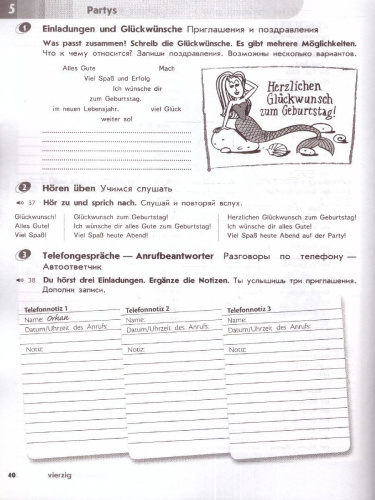 5 Partys
1 Einladungen und Glückwünsche Приглашения и поздравления
Was passt zusammen? Schreib die Glückwünsche. Es gibt mehrere Möglichkeiten.
Что к чему относится? Запиши поздравления. Возможны несколько вариантов.
Alles Gute Mach
Viel Spaß und Erfolg
Ich wünsche dir
zum Geburtstag,
im neuen Lebensjahr. viel Glück
weiter so!
Herzlichen
Glückwunsch
zum Geburtstag!
2 Hören üben Учимся слушать
37 Hör zu und sprich nach. Слушай и повторяй вслух.
Glückwunsch!
Alles Gute!
Viel Spaß!
Glückwunsch zum Geburtstag!
Ich wünsche dir alles Gute zum Geburtstag!
Viel Spaß heute Abend!
Herzlichen Glückwunsch zum Geburtstag!
Ich wünsche dir alles Gute!
Viel Spaß heute Abend auf der Party!
3 Telefongespräche — Anrufbeantworter Разговоры по телефону —
Автоответчик
38 Du hörst drei Einladungen. Ergänze die Notizen. Ты услышишь три приглашения.
Дополни записи.
Telefonnotiz 1
Name: Orhan
Datum/Uhrzeit des Anrufs:
Notiz:
Telefonnotiz 2
Name:
Datum/Uhrzeit des Anrufs:
Notiz:
Telefonnotiz 3
Name:
Datum/Uhrzeit des Anrufs:
Notiz:
40 vierzig